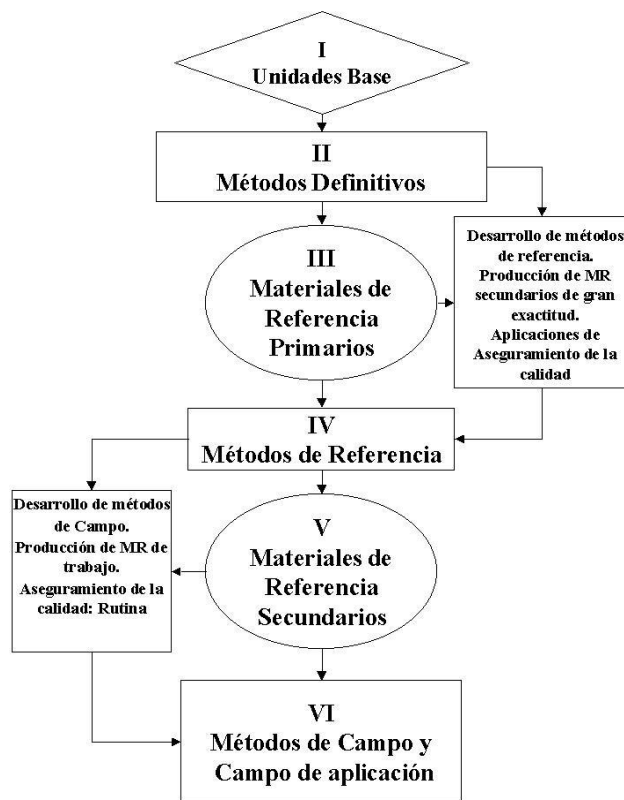 I
Unidades Base
II
Métodos Definitivos
III
Materiales de
Referencia
Primarios
Desarrollo de métodos
de referencia.
Producción de MR
secundarios de gran
exactitud.
Aplicaciones de
Aseguramiento de la
calidad
IV
Métodos de Referencia
Desarrollo de métodos
de Campo.
Producción de MR de
trabajo.
Aseguramiento de la
calidad: Rutina
V
Materiales de
Referencia
Secundarios
VI
Métodos de Campo y
Campo de aplicación